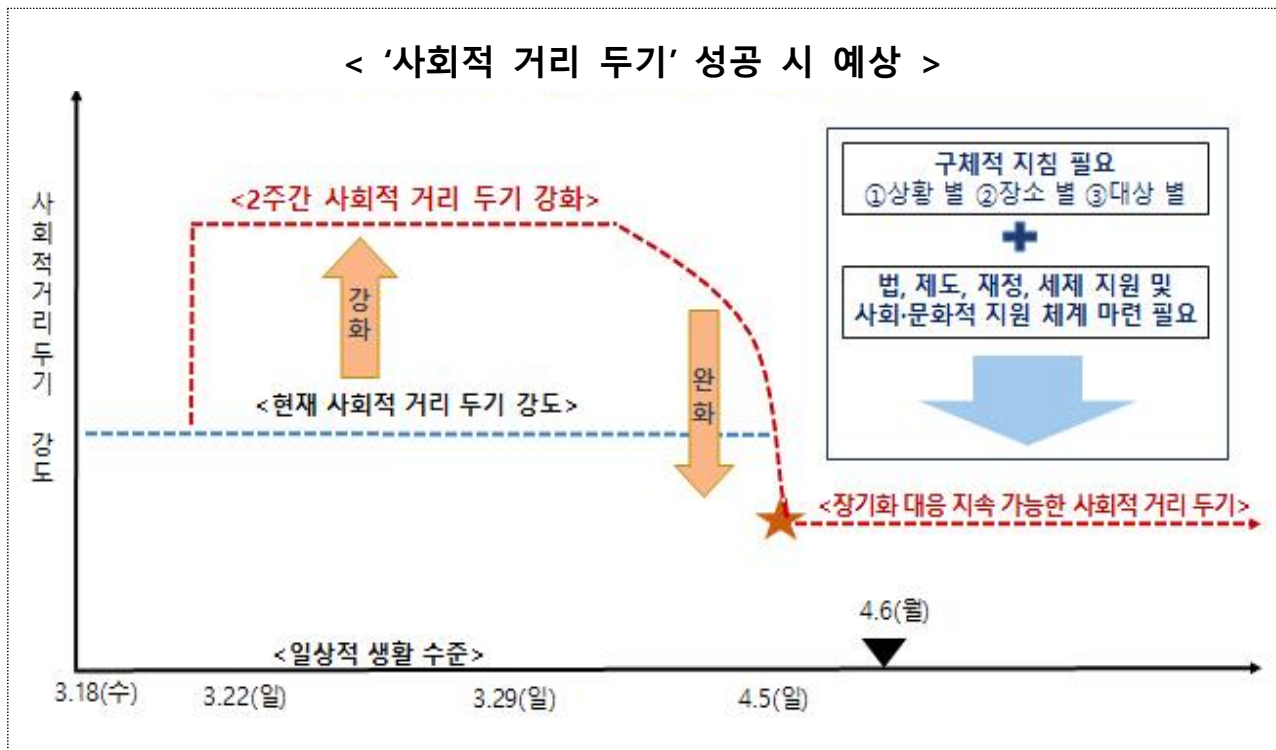 < ‘사회적 거리 두기’ 성공 시 예상 >
사회적거리두기 강도
<2주간 사회적 거리 두기 강화>
강화
<현재 사회적 거리 두기 강도>
완화
구체적 지침 필요
①상황 별 ②장소 별 ③대상 별
법, 제도, 재정, 세제 지원 및
사회·문화적 지원 체계 마련 필요
<장기화 대응 지속 가능한 사회적 거리 두기>
4.6(월)
<일상적 생활 수준>
3.18(수)
3.22(일)
3.29(일)
4.5(일)